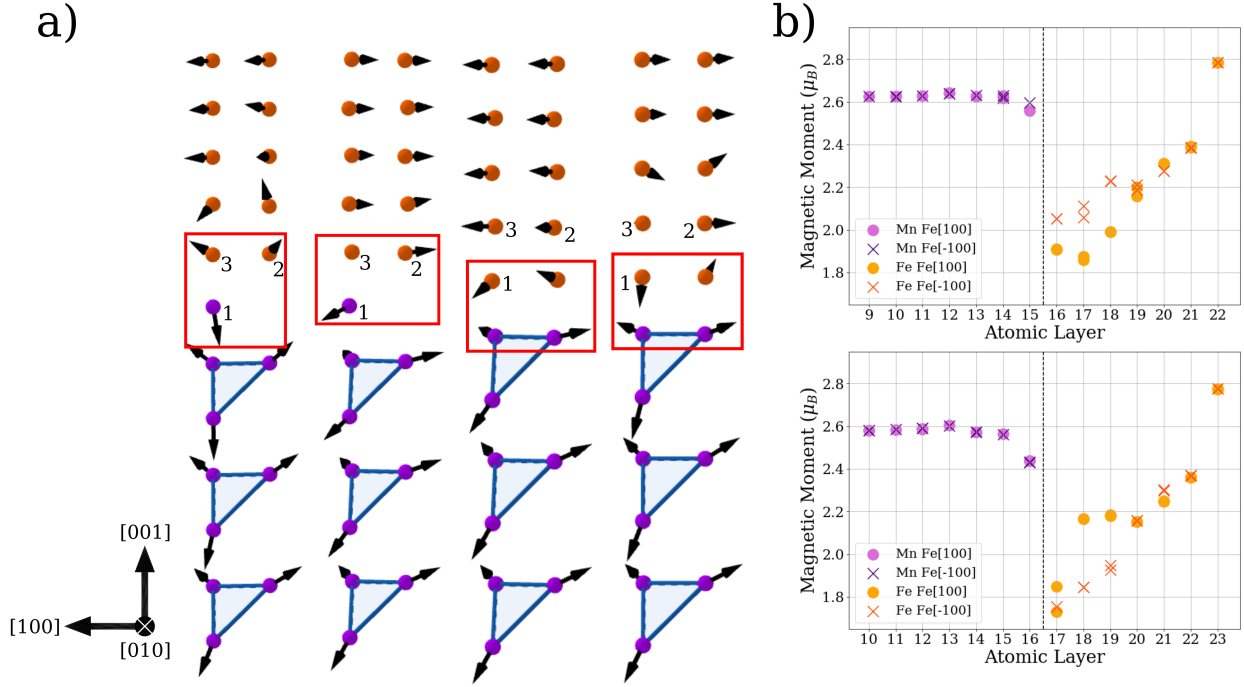 a)
3
2
1
3
2
1
3
2
1
3
2
1
[001]
[100]
[010]
b)
Magnetic Moment (μB)
2.8
2.6
2.4
2.2
2.0
1.8
Mn Fe[100]
Mn Fe[-100]
Fe Fe[100]
Fe Fe[-100]
9 10 11 12 13 14 15 16 17 18 19 20 21 22
Atomic Layer
Magnetic Moment (μB)
2.8
2.6
2.4
2.2
2.0
1.8
Mn Fe[100]
Mn Fe[-100]
Fe Fe[100]
Fe Fe[-100]
10 11 12 13 14 15 16 17 18 19 20 21 22 23
Atomic Layer